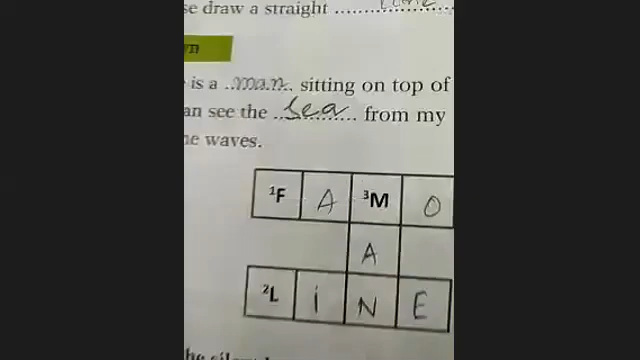 se draw a straight ........ line
wn
is a ..man.. sitting on top of
an see the ..sea.. from my
he waves.
¹F A ³M O
A
²L i N E